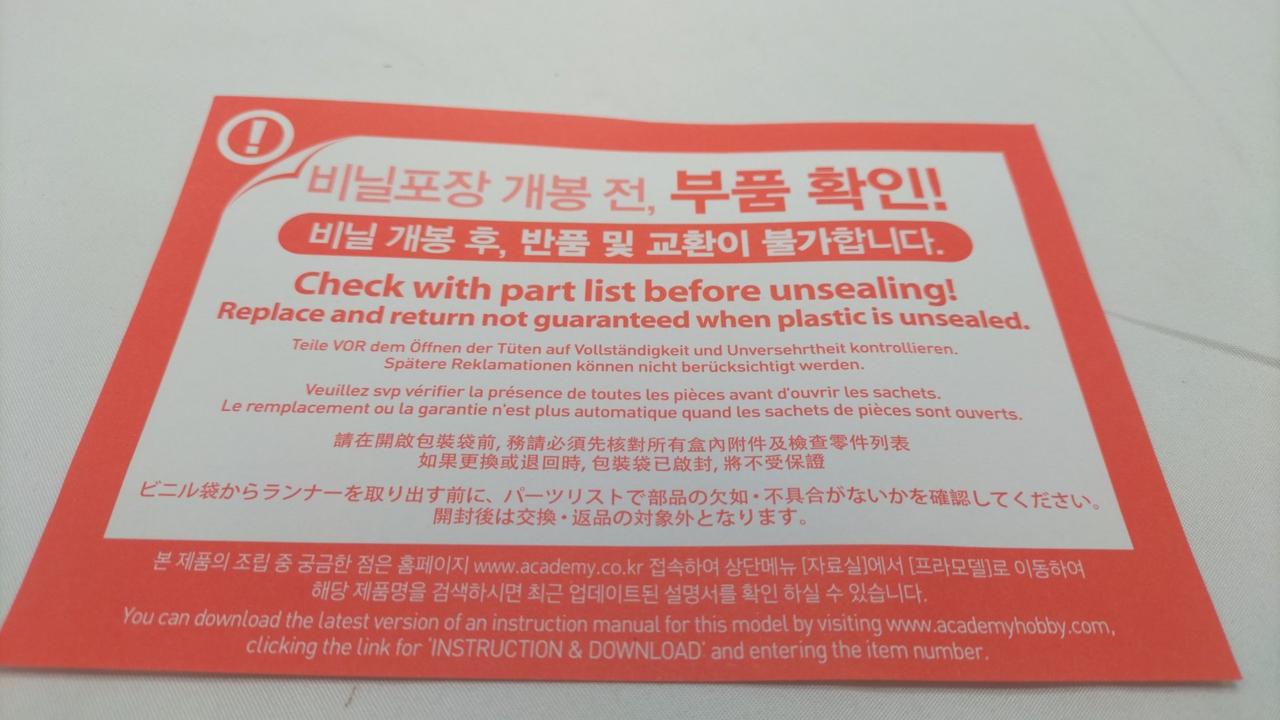 비닐포장 개봉 전, 부품 확인!
비닐 개봉 후, 반품 및 교환이 불가합니다.
Check with part list before unsealing!
Replace and return not guaranteed when plastic is unsealed.
Teile VOR dem Öffnen der Tüten auf Vollständigkeit und Unversehrtheit kontrollieren.
Spätere Reklamationen können nicht berücksichtigt werden.
Veuillez svp vérifier la présence de toutes les pièces avant d'ouvrir les sachets.
Le remplacement ou la garantie n'est plus automatique quand les sachets de pièces sont ouverts.
請在開啟包裝袋前, 務請必須先核對所有盒內附件及檢查零件列表
如果更換或退回時, 包裝袋已啟封, 將不受保證
ビニル袋からランナーを取り出す前に、パーツリストで部品の欠如・不具合がないかを確認してください。
開封後は交換・返品の対象外となります。
본 제품의 조립 중 궁금한 점은 홈페이지 www.academy.co.kr 접속하여 상단메뉴 [자료실]에서 [프라모델]로 이동하여
해당 제품명을 검색하시면 최근 업데이트된 설명서를 확인 하실 수 있습니다.
You can download the latest version of an instruction manual for this model by visiting www.academyhobby.com,
clicking the link for 'INSTRUCTION & DOWNLOAD' and entering the item number.